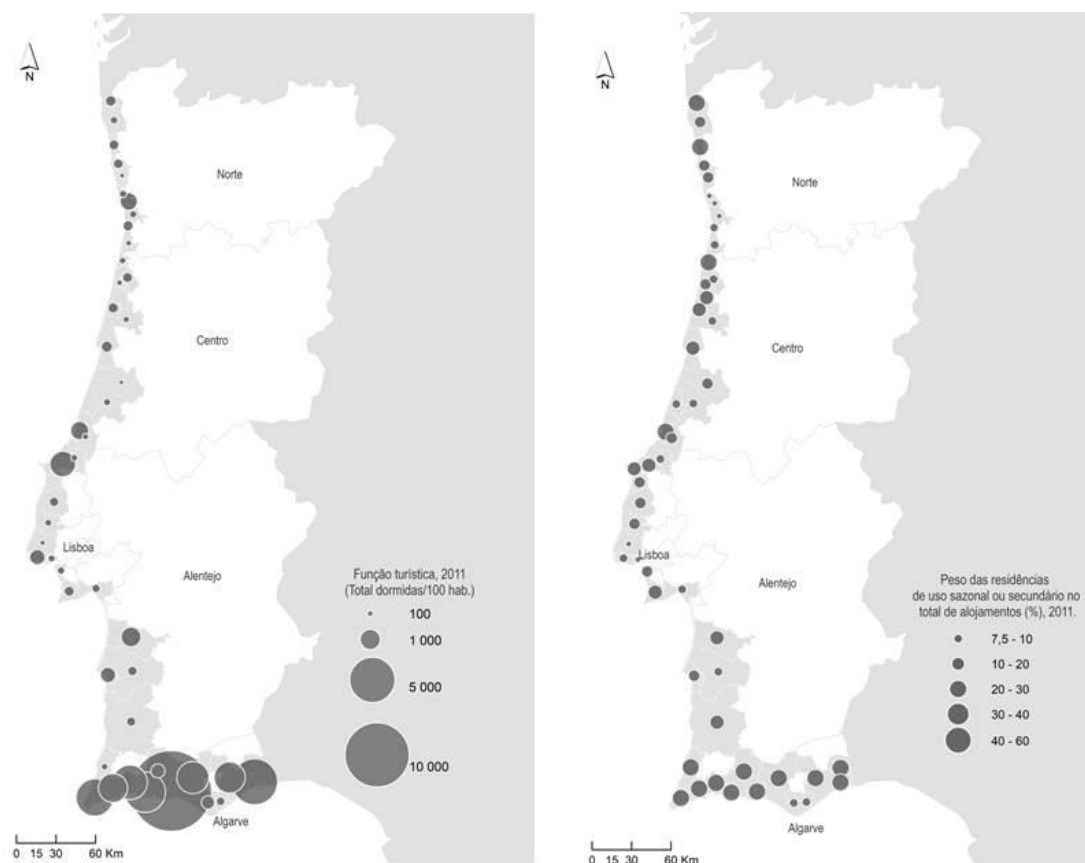 N
Norte
Centro
Lisboa
Alentejo
Função turística, 2011
(Total dormidas/100 hab.)
100
1 000
5 000
10 000
Algarve
0 15 30 60 Km
N
Norte
Centro
Lisboa
Alentejo
Peso das residências
de uso sazonal ou secundário no
total de alojamentos (%), 2011.
7,5 - 10
10 - 20
20 - 30
30 - 40
40 - 60
Algarve
0 15 30 60 Km